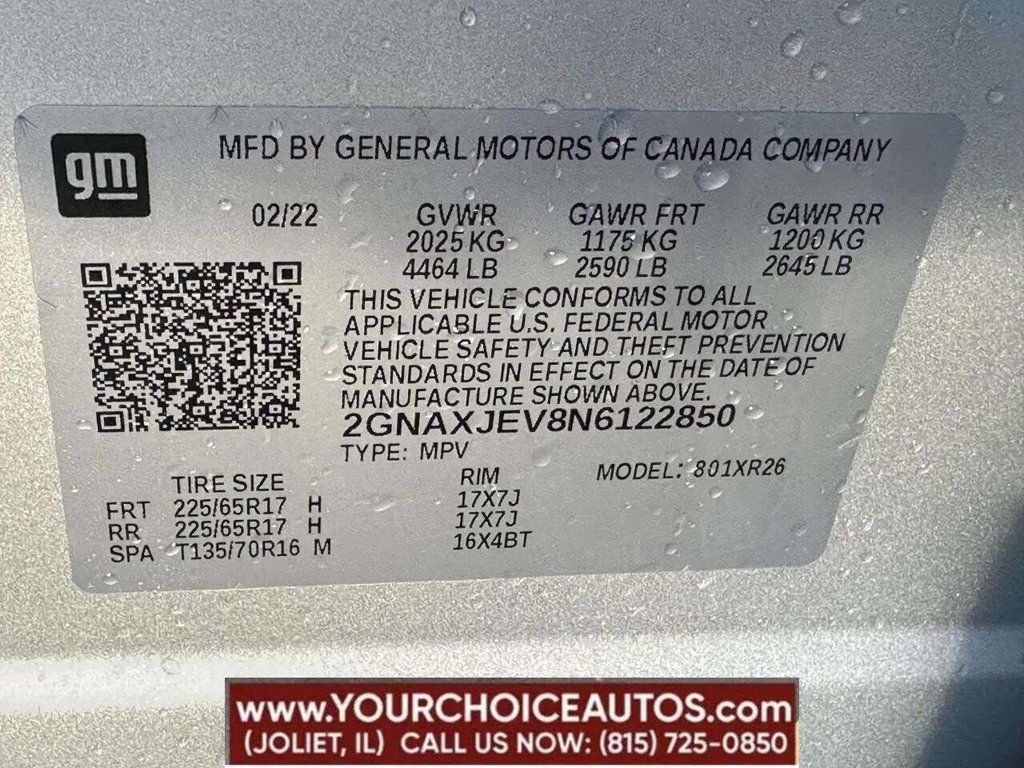 gm
MFD BY GENERAL MOTORS OF CANADA COMPANY
02/22 GVWR GAWR FRT GAWR RR
2025 KG 1175 KG 1200 KG
4464 LB 2590 LB 2645 LB
THIS VEHICLE CONFORMS TO ALL
APPLICABLE U.S. FEDERAL MOTOR
VEHICLE SAFETY AND THEFT PREVENTION
STANDARDS IN EFFECT ON THE DATE OF
MANUFACTURE SHOWN ABOVE.
2GNAXJEV8N6122850
TYPE: MPV
MODEL: 801XR26
TIRE SIZE RIM
FRT 225/65R17 H 17X7J
RR 225/65R17 H 17X7J
SPA T135/70R16 M 16X4BT
www.YOURCHOICEAUTOS.com
(JOLIET, IL) CALL US NOW: (815) 725-0850